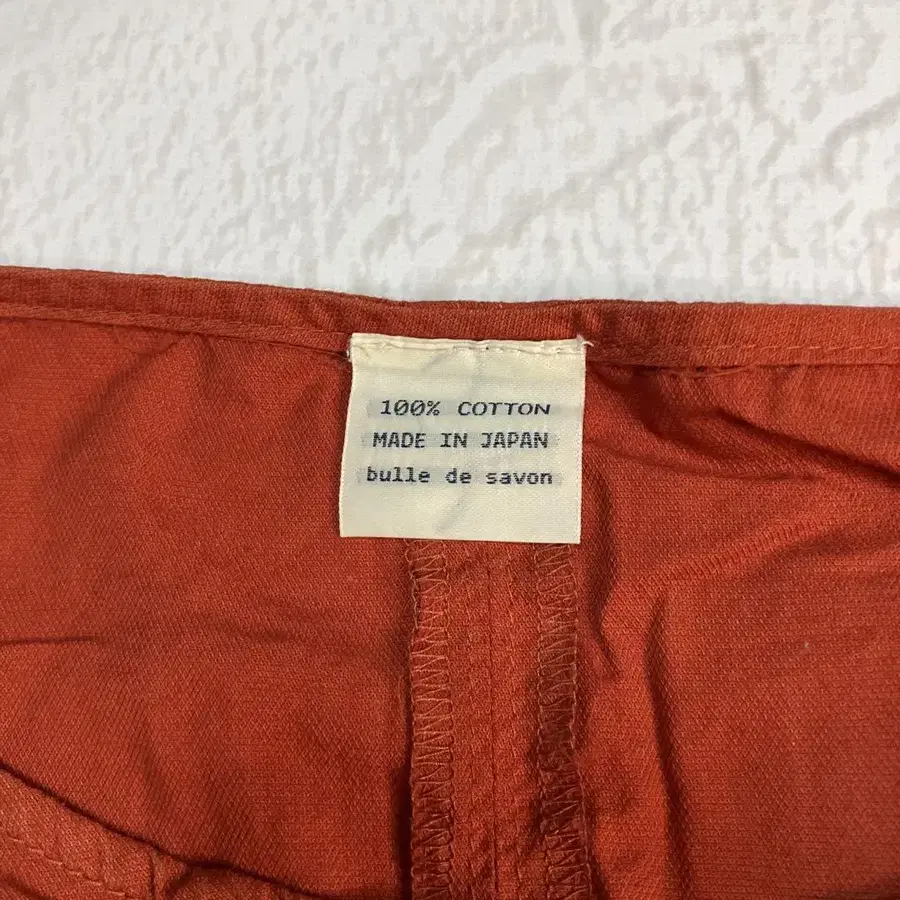 100% COTTON
MADE IN JAPAN
bulle de savon